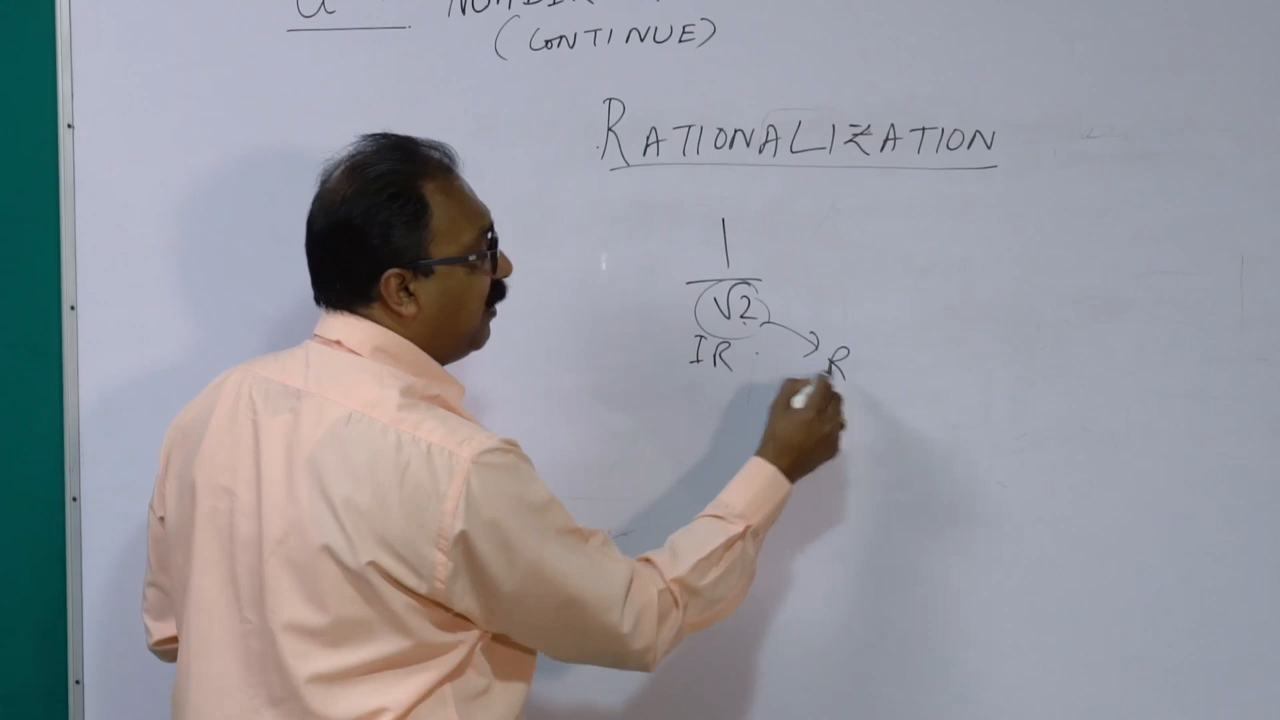 (CONTINUE)
RATIONALIZATION
1
√2
IR
R